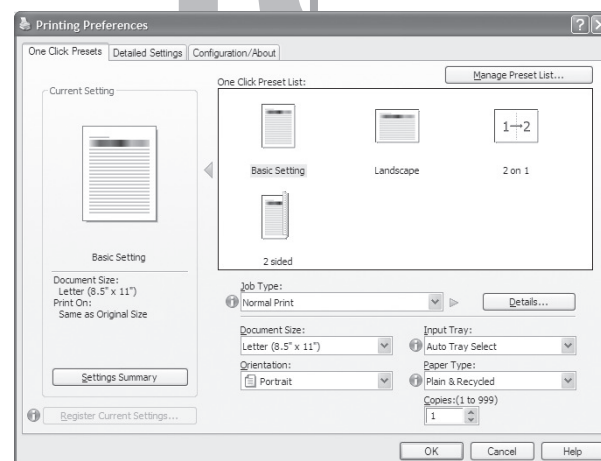 Printing Preferences
One Click Presets Detailed Settings Configuration/About
Current Setting
One Click Preset List:
Manage Preset List...
1→2
Basic Setting Landscape 2 on 1
2 sided
Basic Setting
Document Size:
Letter (8.5" x 11")
Print On:
Same as Original Size
Settings Summary
Register Current Settings...
Job Type:
Normal Print
Details...
Document Size:
Letter (8.5" x 11")
Input Tray:
Auto Tray Select
Orientation:
Portrait
Paper Type:
Plain & Recycled
Copies:(1 to 999)
1
OK Cancel Help